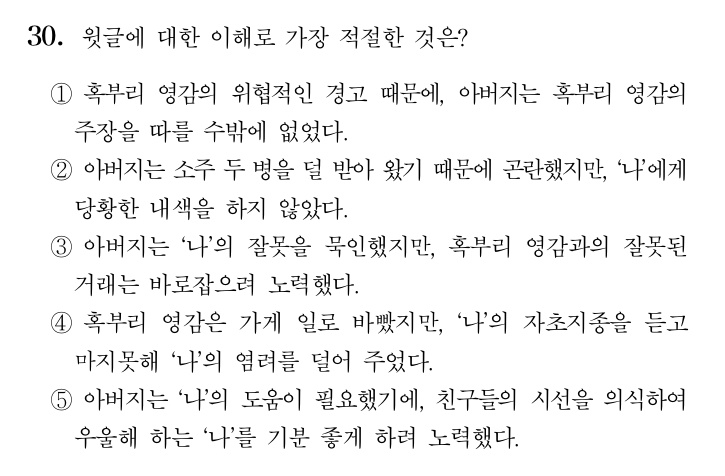 30. 윗글에 대한 이해로 가장 적절한 것은?
① 혹부리 영감의 위협적인 경고 때문에, 아버지는 혹부리 영감의
주장을 따를 수밖에 없었다.
② 아버지는 소주 두 병을 덜 받아 왔기 때문에 곤란했지만, ‘나’에게
당황한 내색을 하지 않았다.
③ 아버지는 ‘나’의 잘못을 묵인했지만, 혹부리 영감과의 잘못된
거래는 바로잡으려 노력했다.
④ 혹부리 영감은 가게 일로 바빴지만, ‘나’의 자초지종을 듣고
마지못해 ‘나’의 염려를 덜어 주었다.
⑤ 아버지는 ‘나’의 도움이 필요했기에, 친구들의 시선을 의식하여
우울해 하는 ‘나’를 기분 좋게 하려 노력했다.